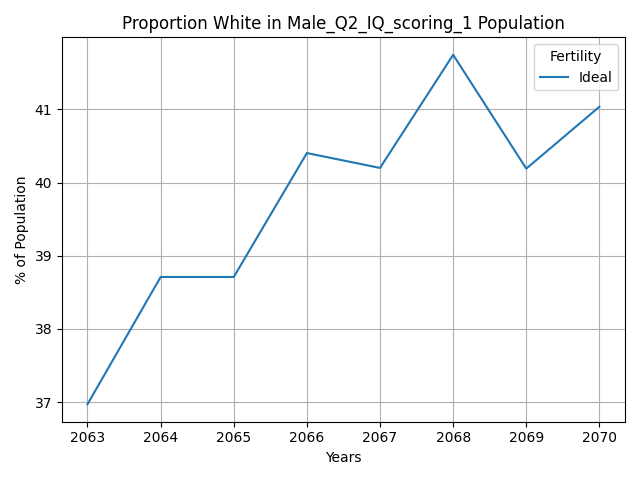 Proportion White in Male_Q2_IQ_scoring_1 Population
Fertility
Ideal
% of Population
41
40
39
38
37
2063 2064 2065 2066 2067 2068 2069 2070
Years